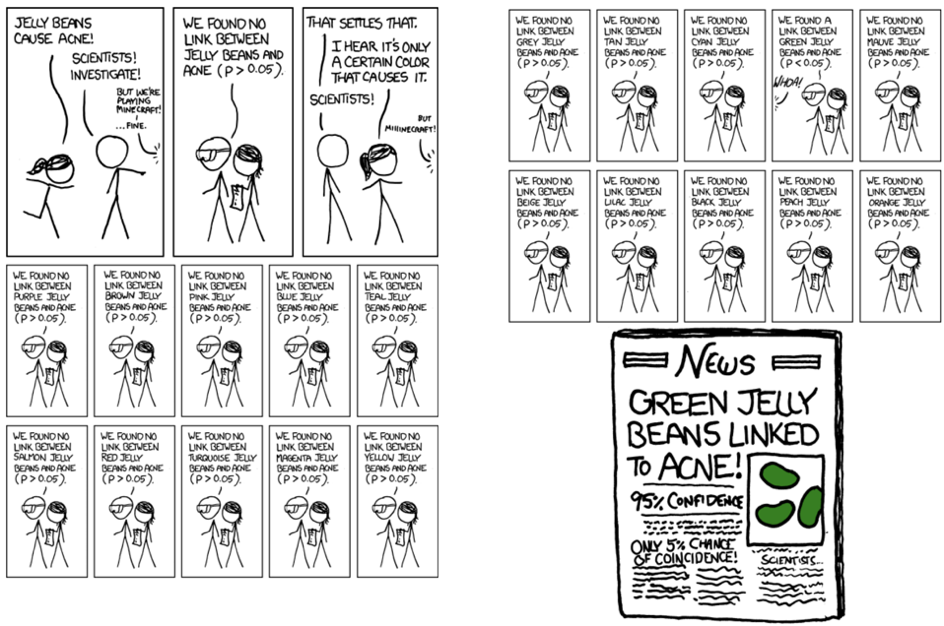 JELLY BEANS
CAUSE ACNE!
SCIENTISTS!
INVESTIGATE!
BUT WE'RE
PLAYING
MINECRAFT!
...FINE.
WE FOUND NO
LINK BETWEEN
JELLY BEANS AND
ACNE (P > 0.05).
THAT SETTLES THAT.
I HEAR IT'S ONLY
A CERTAIN COLOR
THAT CAUSES IT.
SCIENTISTS!
BUT
MIIINECRAFT!
WE FOUND NO
LINK BETWEEN
PURPLE JELLY
BEANS AND ACNE
(P > 0.05).
WE FOUND NO
LINK BETWEEN
BROWN JELLY
BEANS AND ACNE
(P > 0.05).
WE FOUND NO
LINK BETWEEN
PINK JELLY
BEANS AND ACNE
(P > 0.05).
WE FOUND NO
LINK BETWEEN
BLUE JELLY
BEANS AND ACNE
(P > 0.05).
WE FOUND NO
LINK BETWEEN
TEAL JELLY
BEANS AND ACNE
(P > 0.05).
WE FOUND NO
LINK BETWEEN
SALMON JELLY
BEANS AND ACNE
(P > 0.05).
WE FOUND NO
LINK BETWEEN
RED JELLY
BEANS AND ACNE
(P > 0.05).
WE FOUND NO
LINK BETWEEN
TURQUOISE JELLY
BEANS AND ACNE
(P > 0.05).
WE FOUND NO
LINK BETWEEN
MAGENTA JELLY
BEANS AND ACNE
(P > 0.05).
WE FOUND NO
LINK BETWEEN
YELLOW JELLY
BEANS AND ACNE
(P > 0.05).
WE FOUND NO
LINK BETWEEN
GREY JELLY
BEANS AND ACNE
(P > 0.05).
WE FOUND NO
LINK BETWEEN
TAN JELLY
BEANS AND ACNE
(P > 0.05).
WE FOUND NO
LINK BETWEEN
CYAN JELLY
BEANS AND ACNE
(P > 0.05).
WE FOUND A
LINK BETWEEN
GREEN JELLY
BEANS AND ACNE
(P < 0.05).
WHOA!
WE FOUND NO
LINK BETWEEN
MAUVE JELLY
BEANS AND ACNE
(P > 0.05).
WE FOUND NO
LINK BETWEEN
BEIGE JELLY
BEANS AND ACNE
(P > 0.05).
WE FOUND NO
LINK BETWEEN
LILAC JELLY
BEANS AND ACNE
(P > 0.05).
WE FOUND NO
LINK BETWEEN
BLACK JELLY
BEANS AND ACNE
(P > 0.05).
WE FOUND NO
LINK BETWEEN
PEACH JELLY
BEANS AND ACNE
(P > 0.05).
WE FOUND NO
LINK BETWEEN
ORANGE JELLY
BEANS AND ACNE
(P > 0.05).
NEWS
GREEN JELLY
BEANS LINKED
TO ACNE!
95% CONFIDENCE
ONLY 5% CHANCE
OF COINCIDENCE!
SCIENTISTS...